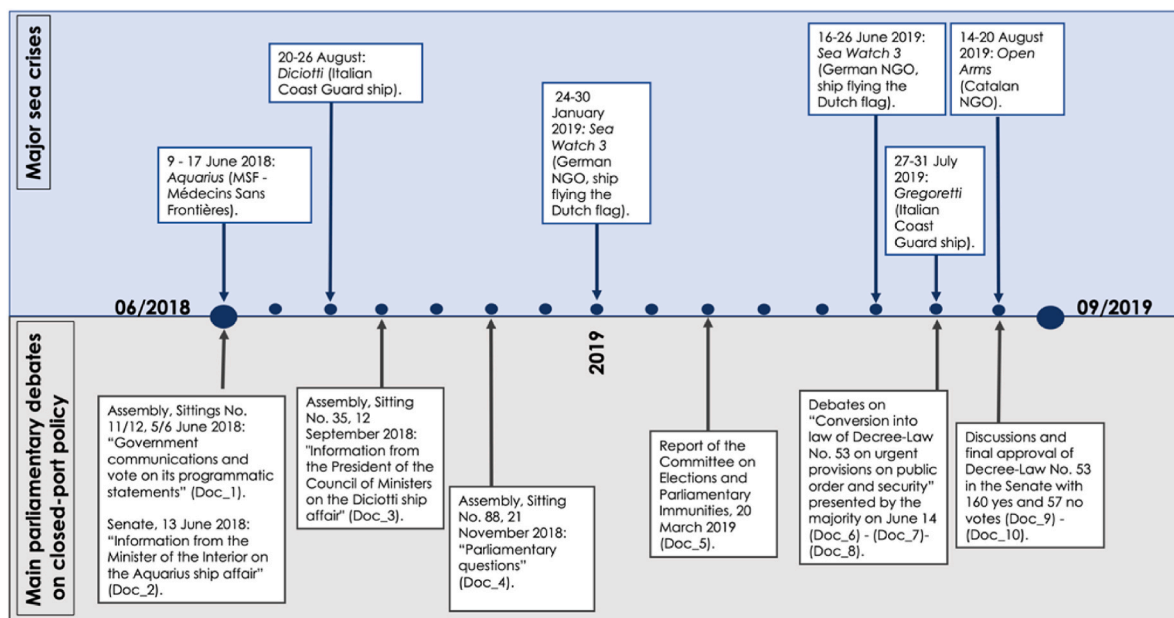 Major sea crises
9 - 17 June 2018:
Aquarius (MSF -
Médecins Sans
Frontières).
20-26 August:
Diciotti (Italian
Coast Guard ship).
24-30
January
2019: Sea
Watch 3
(German
NGO, ship
flying the
Dutch flag).
16-26 June 2019:
Sea Watch 3
(German NGO,
ship flying the
Dutch flag).
27-31 July
2019:
Gregoretti
(Italian
Coast
Guard ship).
14-20 August
2019: Open
Arms
(Catalan
NGO).
06/2018
2019
09/2019
Main parliamentary debates
on closed-port policy
Assembly, Sittings No.
11/12, 5/6 June 2018:
“Government
communications and
vote on its programmatic
statements” (Doc_1).
Senate, 13 June 2018:
“Information from the
Minister of the Interior on
the Aquarius ship affair”
(Doc_2).
Assembly, Sitting
No. 35, 12
September 2018:
"Information from
the President of the
Council of Ministers
on the Diciotti ship
affair" (Doc_3).
Assembly, Sitting
No. 88, 21
November 2018:
“Parliamentary
questions”
(Doc_4).
Report of the
Committee on
Elections and
Parliamentary
Immunities, 20
March 2019
(Doc_5).
Debates on
“Conversion into
law of Decree-Law
No. 53 on urgent
provisions on public
order and security”
presented by the
majority on June 14
(Doc_6) - (Doc_7)-
(Doc_8).
Discussions and
final approval of
Decree-Law No. 53
in the Senate with
160 yes and 57 no
votes (Doc_9) -
(Doc_10).